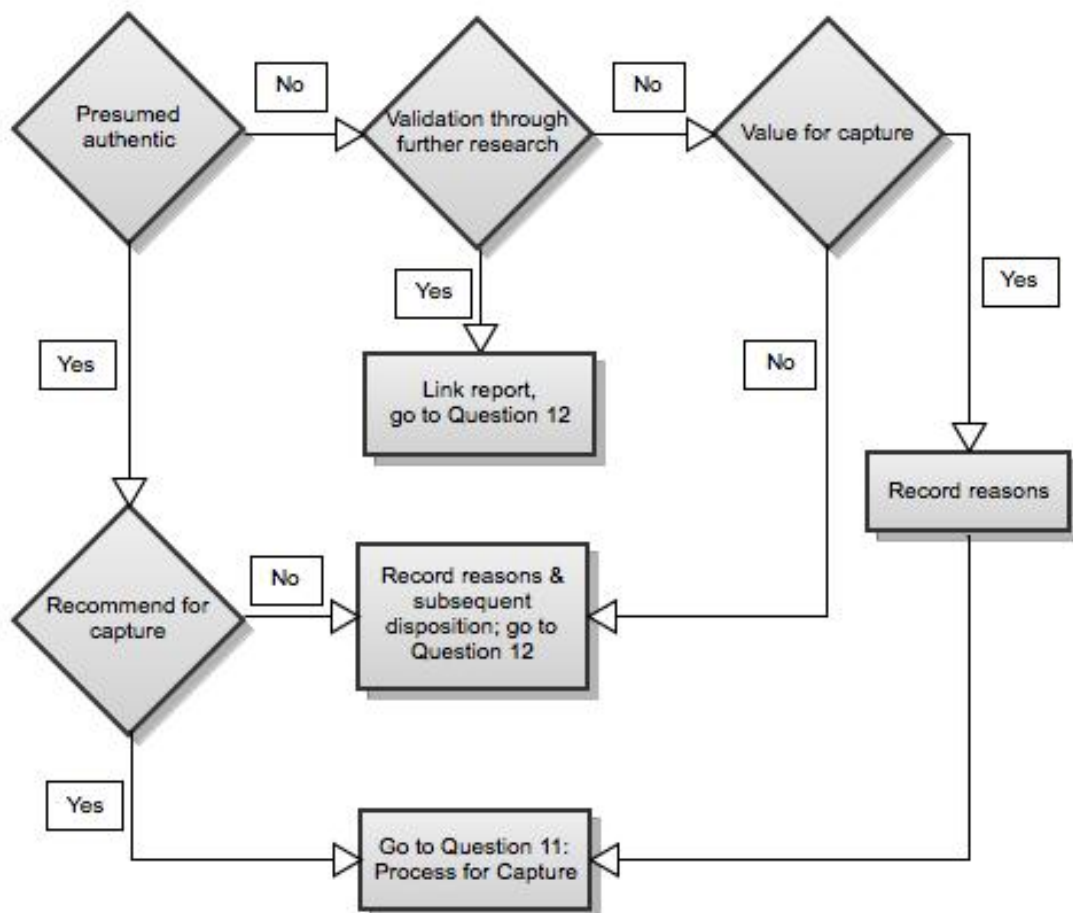 No
No
Presumed
authentic
Validation through
further research
Value for capture
Yes
Yes
Yes
No
Link report,
go to Question 12
Record reasons
No
Recommend for
capture
Record reasons &
subsequent
disposition; go to
Question 12
Yes
Go to Question 11:
Process for Capture